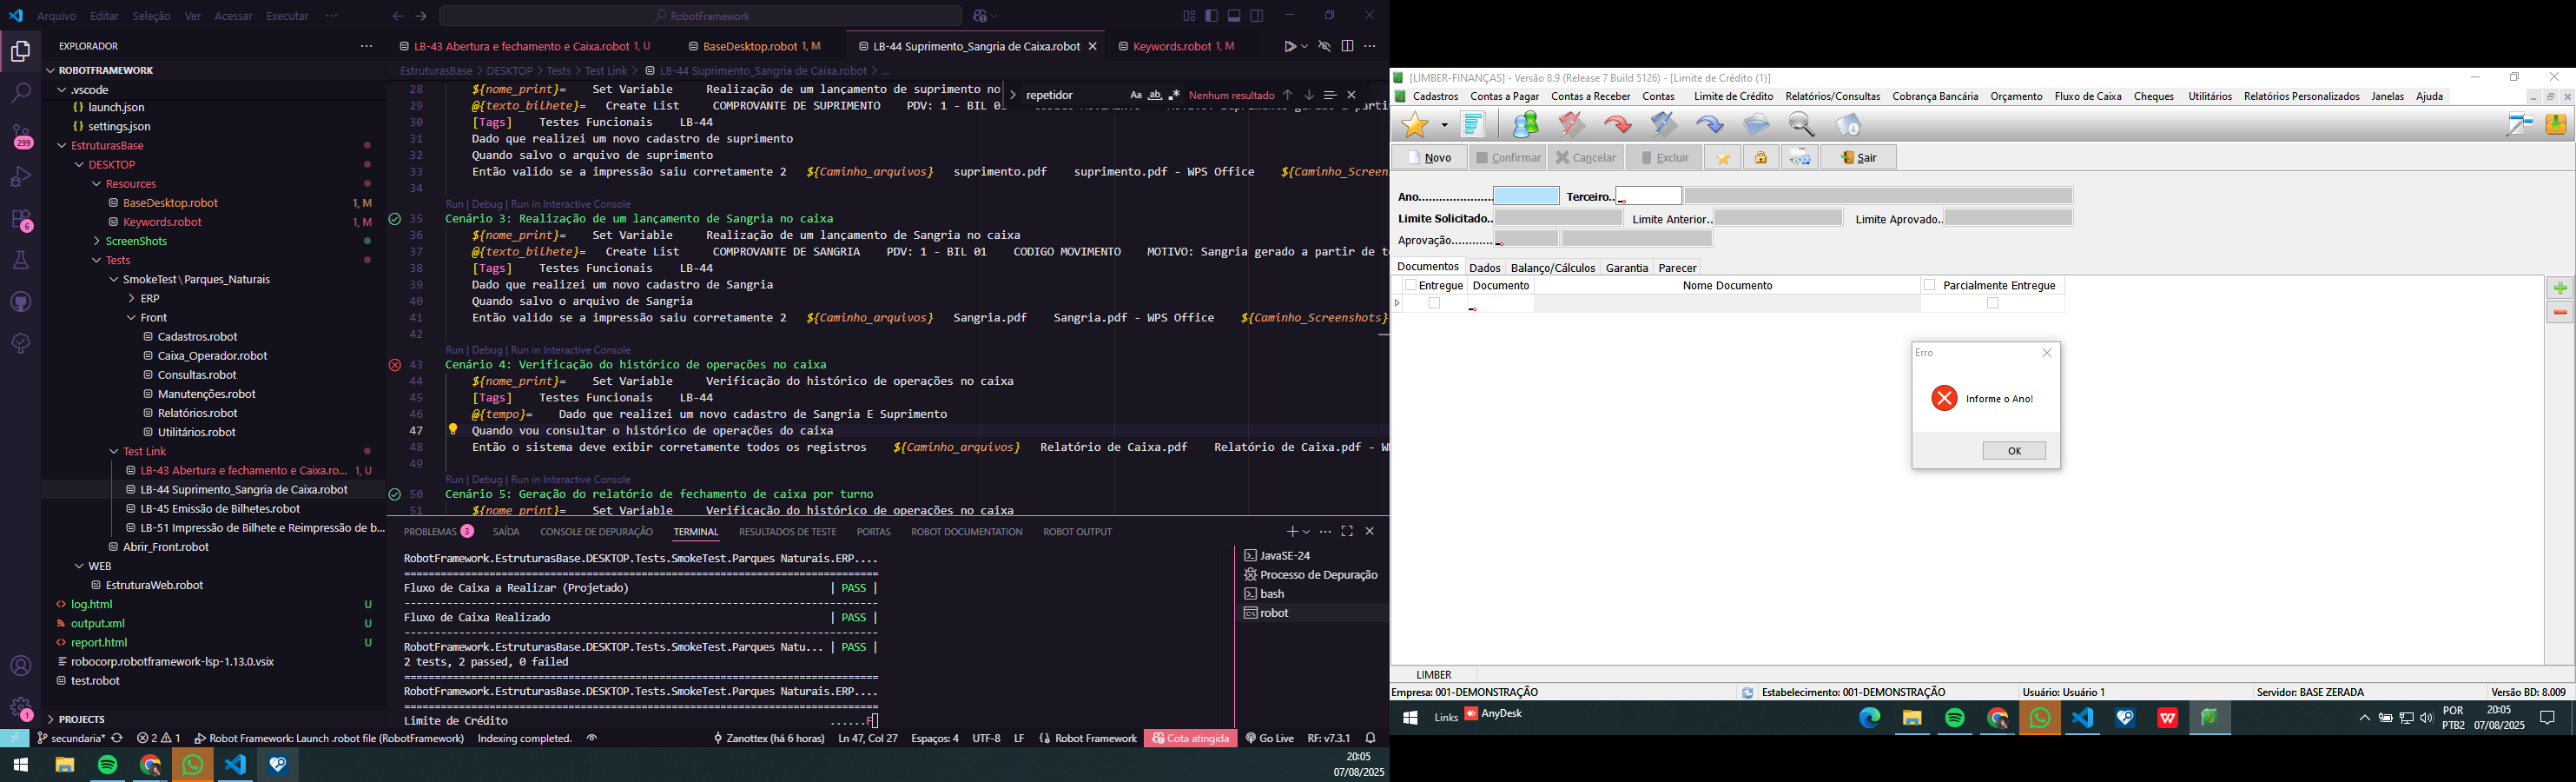 Arquivo Editar Seleção Ver Acessar Executar ···
RobotFramework
EXPLORADOR
ROBOTFRAMEWORK
.vscode
launch.json
settings.json
EstruturasBase
DESKTOP
Resources
BaseDesktop.robot 1, M
Keywords.robot 1, M
ScreenShots
Tests
SmokeTest\Parques_Naturais
ERP
Front
Cadastros.robot
Caixa_Operador.robot
Consultas.robot
Manutenções.robot
Relatórios.robot
Utilitários.robot
Test Link
LB-43 Abertura e fechamento e Caixa.ro... 1, U
LB-44 Suprimento_Sangria de Caixa.robot
LB-45 Emissão de Bilhetes.robot
LB-51 Impressão de Bilhete e Reimpressão de b...
Abrir_Front.robot
WEB
EstruturaWeb.robot
log.html U
output.xml U
report.html U
robocorp.robotframework-lsp-1.13.0.vsix
test.robot
PROJECTS
299
6
1
LB-43 Abertura e fechamento e Caixa.robot 1, U
BaseDesktop.robot 1, M
LB-44 Suprimento_Sangria de Caixa.robot
Keywords.robot 1, M
EstruturasBase > DESKTOP > Tests > Test Link > LB-44 Suprimento_Sangria de Caixa.robot > ...
repetidor Aa ab Nenhum resultado
28 ${nome_print}= Set Variable Realização de um lançamento de suprimento no
29 @{texto_bilhete}= Create List COMPROVANTE DE SUPRIMENTO PDV: 1 - BIL 01
30 [Tags] Testes Funcionais LB-44
31 Dado que realizei um novo cadastro de suprimento
32 Quando salvo o arquivo de suprimento
33 Então valido se a impressão saiu corretamente 2 ${Caminho_arquivos} suprimento.pdf suprimento.pdf - WPS Office ${Caminho_Screen
34
Run | Debug | Run in Interactive Console
35 Cenário 3: Realização de um lançamento de Sangria no caixa
36 ${nome_print}= Set Variable Realização de um lançamento de Sangria no caixa
37 @{texto_bilhete}= Create List COMPROVANTE DE SANGRIA PDV: 1 - BIL 01 CODIGO MOVIMENTO MOTIVO: Sangria gerado a partir de t
38 [Tags] Testes Funcionais LB-44
39 Dado que realizei um novo cadastro de Sangria
40 Quando salvo o arquivo de Sangria
41 Então valido se a impressão saiu corretamente 2 ${Caminho_arquivos} Sangria.pdf Sangria.pdf - WPS Office ${Caminho_Screenshots}
42
Run | Debug | Run in Interactive Console
43 Cenário 4: Verificação do histórico de operações no caixa
44 ${nome_print}= Set Variable Verificação do histórico de operações no caixa
45 [Tags] Testes Funcionais LB-44
46 @{tempo}= Dado que realizei um novo cadastro de Sangria E Suprimento
47 Quando vou consultar o histórico de operações do caixa
48 Então o sistema deve exibir corretamente todos os registros ${Caminho_arquivos} Relatório de Caixa.pdf Relatório de Caixa.pdf - W
49
Run | Debug | Run in Interactive Console
50 Cenário 5: Geração do relatório de fechamento de caixa por turno
51 ${nome_print}= Set Variable Verificação do histórico de operações no caixa
PROBLEMAS 3 SAÍDA CONSOLE DE DEPURAÇÃO TERMINAL RESULTADOS DE TESTE PORTAS ROBOT DOCUMENTATION ROBOT OUTPUT
RobotFramework.EstruturasBase.DESKTOP.Tests.SmokeTest.Parques Naturais.ERP....
==============================================================================
Fluxo de Caixa a Realizar (Projetado) | PASS |
------------------------------------------------------------------------------
Fluxo de Caixa Realizado | PASS |
------------------------------------------------------------------------------
RobotFramework.EstruturasBase.DESKTOP.Tests.SmokeTest.Parques Natu... | PASS |
2 tests, 2 passed, 0 failed
==============================================================================
RobotFramework.EstruturasBase.DESKTOP.Tests.SmokeTest.Parques Naturais.ERP....
==============================================================================
Limite de Crédito ......F
JavaSE-24
Processo de Depuração
bash
robot
secundaria* 2 1 Robot Framework: Launch .robot file (RobotFramework) Indexing completed. Zanottex (há 6 horas) Ln 47, Col 27 Espaços: 4 UTF-8 LF Robot Framework Cota atingida Go Live RF: v7.3.1
20:05
07/08/2025
[LIMBER-FINANÇAS] - Versão 8.9 (Release 7 Build 5126) - [Limite de Crédito (1)]
Cadastros Contas a Pagar Contas a Receber Contas Limite de Crédito Relatórios/Consultas Cobrança Bancária Orçamento Fluxo de Caixa Cheques Utilitários Relatórios Personalizados Janelas Ajuda
Novo Confirmar Cancelar Excluir Sair
Ano..................... Terceiro..
Limite Solicitado.. Limite Anterior.. Limite Aprovado..
Aprovação............
Documentos Dados Balanço/Cálculos Garantia Parecer
Entregue Documento Nome Documento Parcialmente Entregue
Erro
Informe o Ano!
OK
LIMBER
Empresa: 001-DEMONSTRAÇÃO Estabelecimento: 001-DEMONSTRAÇÃO Usuário: Usuário 1 Servidor: BASE ZERADA Versão BD: 8.009
Links AnyDesk
POR
PTB2
20:05
07/08/2025